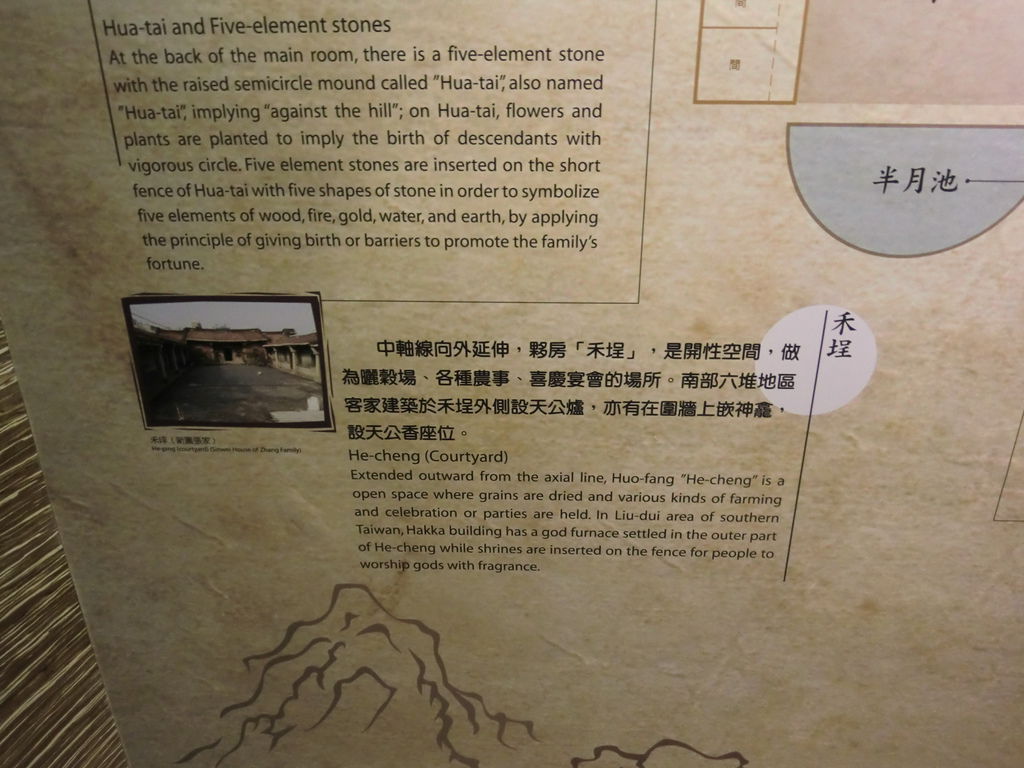 Hua-tai and Five-element stones
At the back of the main room, there is a five-element stone
with the raised semicircle mound called "Hua-tai", also named
"Hua-tai", implying "against the hill"; on Hua-tai, flowers and
plants are planted to imply the birth of descendants with
vigorous circle. Five element stones are inserted on the short
fence of Hua-tai with five shapes of stone in order to symbolize
five elements of wood, fire, gold, water, and earth, by applying
the principle of giving birth or barriers to promote the family's
fortune.
間
間
半月池
禾埕
中軸線向外延伸，夥房「禾埕」，是開性空間，做
為曬穀場、各種農事、喜慶宴會的場所。南部六堆地區
客家建築於禾埕外側設天公爐，亦有在圍牆上嵌神龕，
設天公香座位。
He-cheng (Courtyard)
Extended outward from the axial line, Huo-fang "He-cheng" is a
open space where grains are dried and various kinds of farming
and celebration or parties are held. In Liu-dui area of southern
Taiwan, Hakka building has a god furnace settled in the outer part
of He-cheng while shrines are inserted on the fence for people to
worship gods with fragrance.